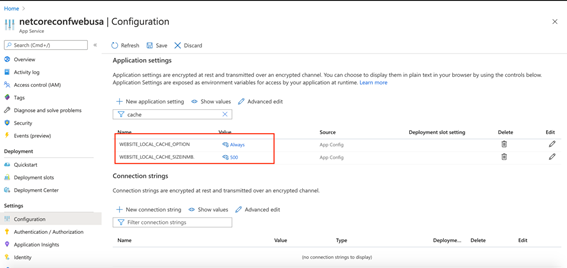 Home >
netcoreconfwebusa | Configuration
App Service
Search (Cmd+/)
Refresh Save Discard
Overview
Activity log
Access control (IAM)
Tags
Diagnose and solve problems
Security
Events (preview)
Deployment
Quickstart
Deployment slots
Deployment Center
Settings
Configuration
Authentication / Authorization
Application Insights
Identity
Application settings
Application settings are encrypted at rest and transmitted over an encrypted channel. You can choose to display them in plain text in your browser by using the controls below.
Application Settings are exposed as environment variables for access by your application at runtime. Learn more
New application setting Show values Advanced edit
cache
Name Value Source Deployment slot setting Delete Edit
WEBSITE_LOCAL_CACHE_OPTION Always App Config
WEBSITE_LOCAL_CACHE_SIZEINMB 500 App Config
Connection strings
Connection strings are encrypted at rest and transmitted over an encrypted channel.
New connection string Show values Advanced edit
Filter connection strings
Name Value Type Deployme... Delete Edit
(no connection strings to display)